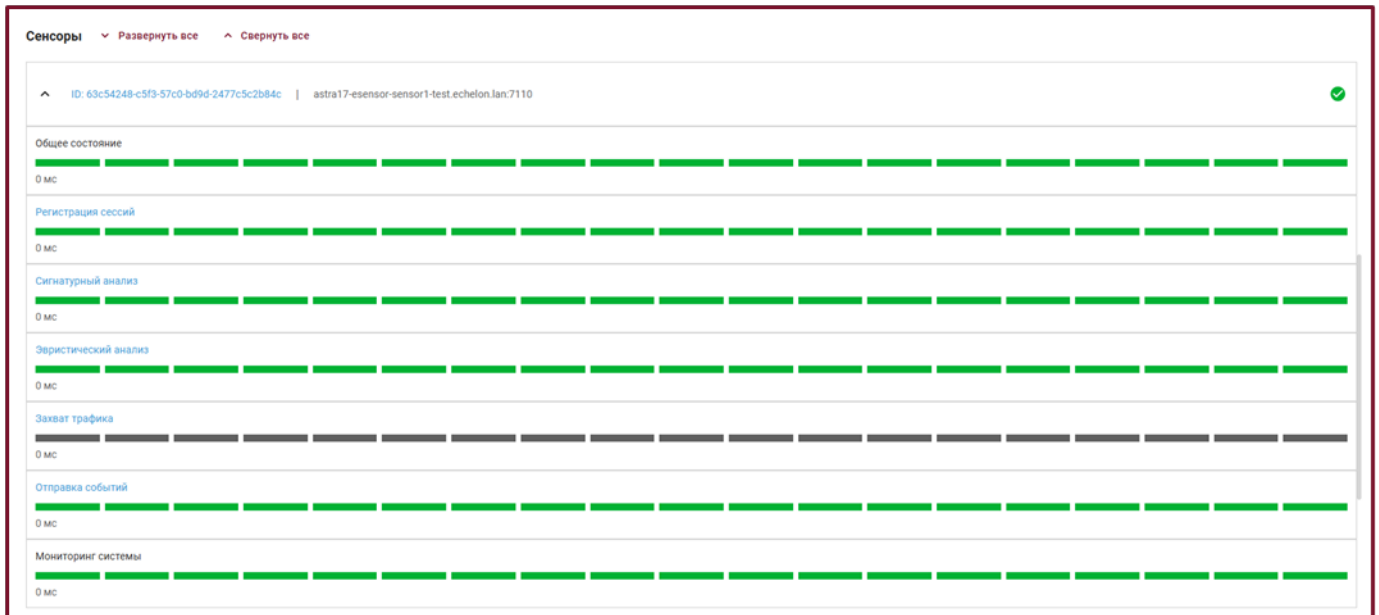 Сенсоры Развернуть все Свернуть все
ID: 63c54248-c5f3-57c0-bd9d-2477c5c2b84c | astra17-esensor-sensor1-test.echelon.lan:7110
Общее состояние
0 мс
Регистрация сессий
0 мс
Сигнатурный анализ
0 мс
Эвристический анализ
0 мс
Захват трафика
0 мс
Отправка событий
0 мс
Мониторинг системы
0 мс